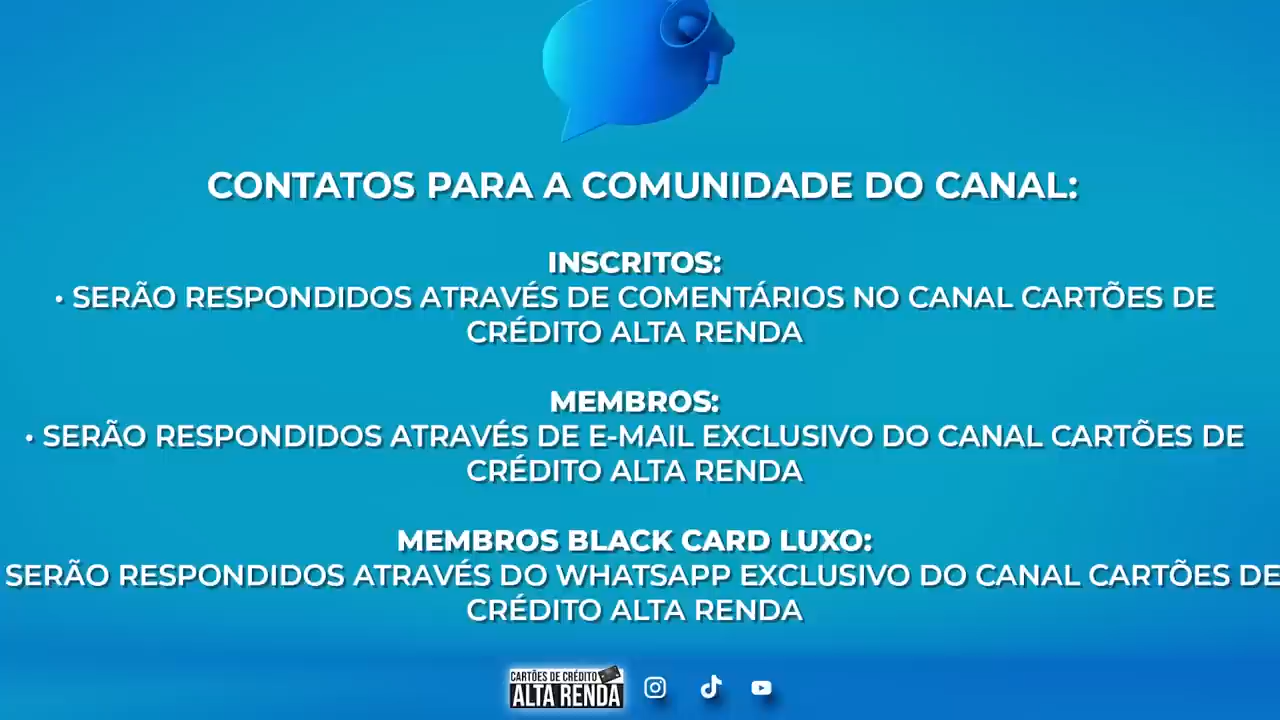 CONTATOS PARA A COMUNIDADE DO CANAL:
INSCRITOS:
• SERÃO RESPONDIDOS ATRAVÉS DE COMENTÁRIOS NO CANAL CARTÕES DE
CRÉDITO ALTA RENDA
MEMBROS:
• SERÃO RESPONDIDOS ATRAVÉS DE E-MAIL EXCLUSIVO DO CANAL CARTÕES DE
CRÉDITO ALTA RENDA
MEMBROS BLACK CARD LUXO:
SERÃO RESPONDIDOS ATRAVÉS DO WHATSAPP EXCLUSIVO DO CANAL CARTÕES DE
CRÉDITO ALTA RENDA
CARTÕES DE CRÉDITO
ALTA RENDA